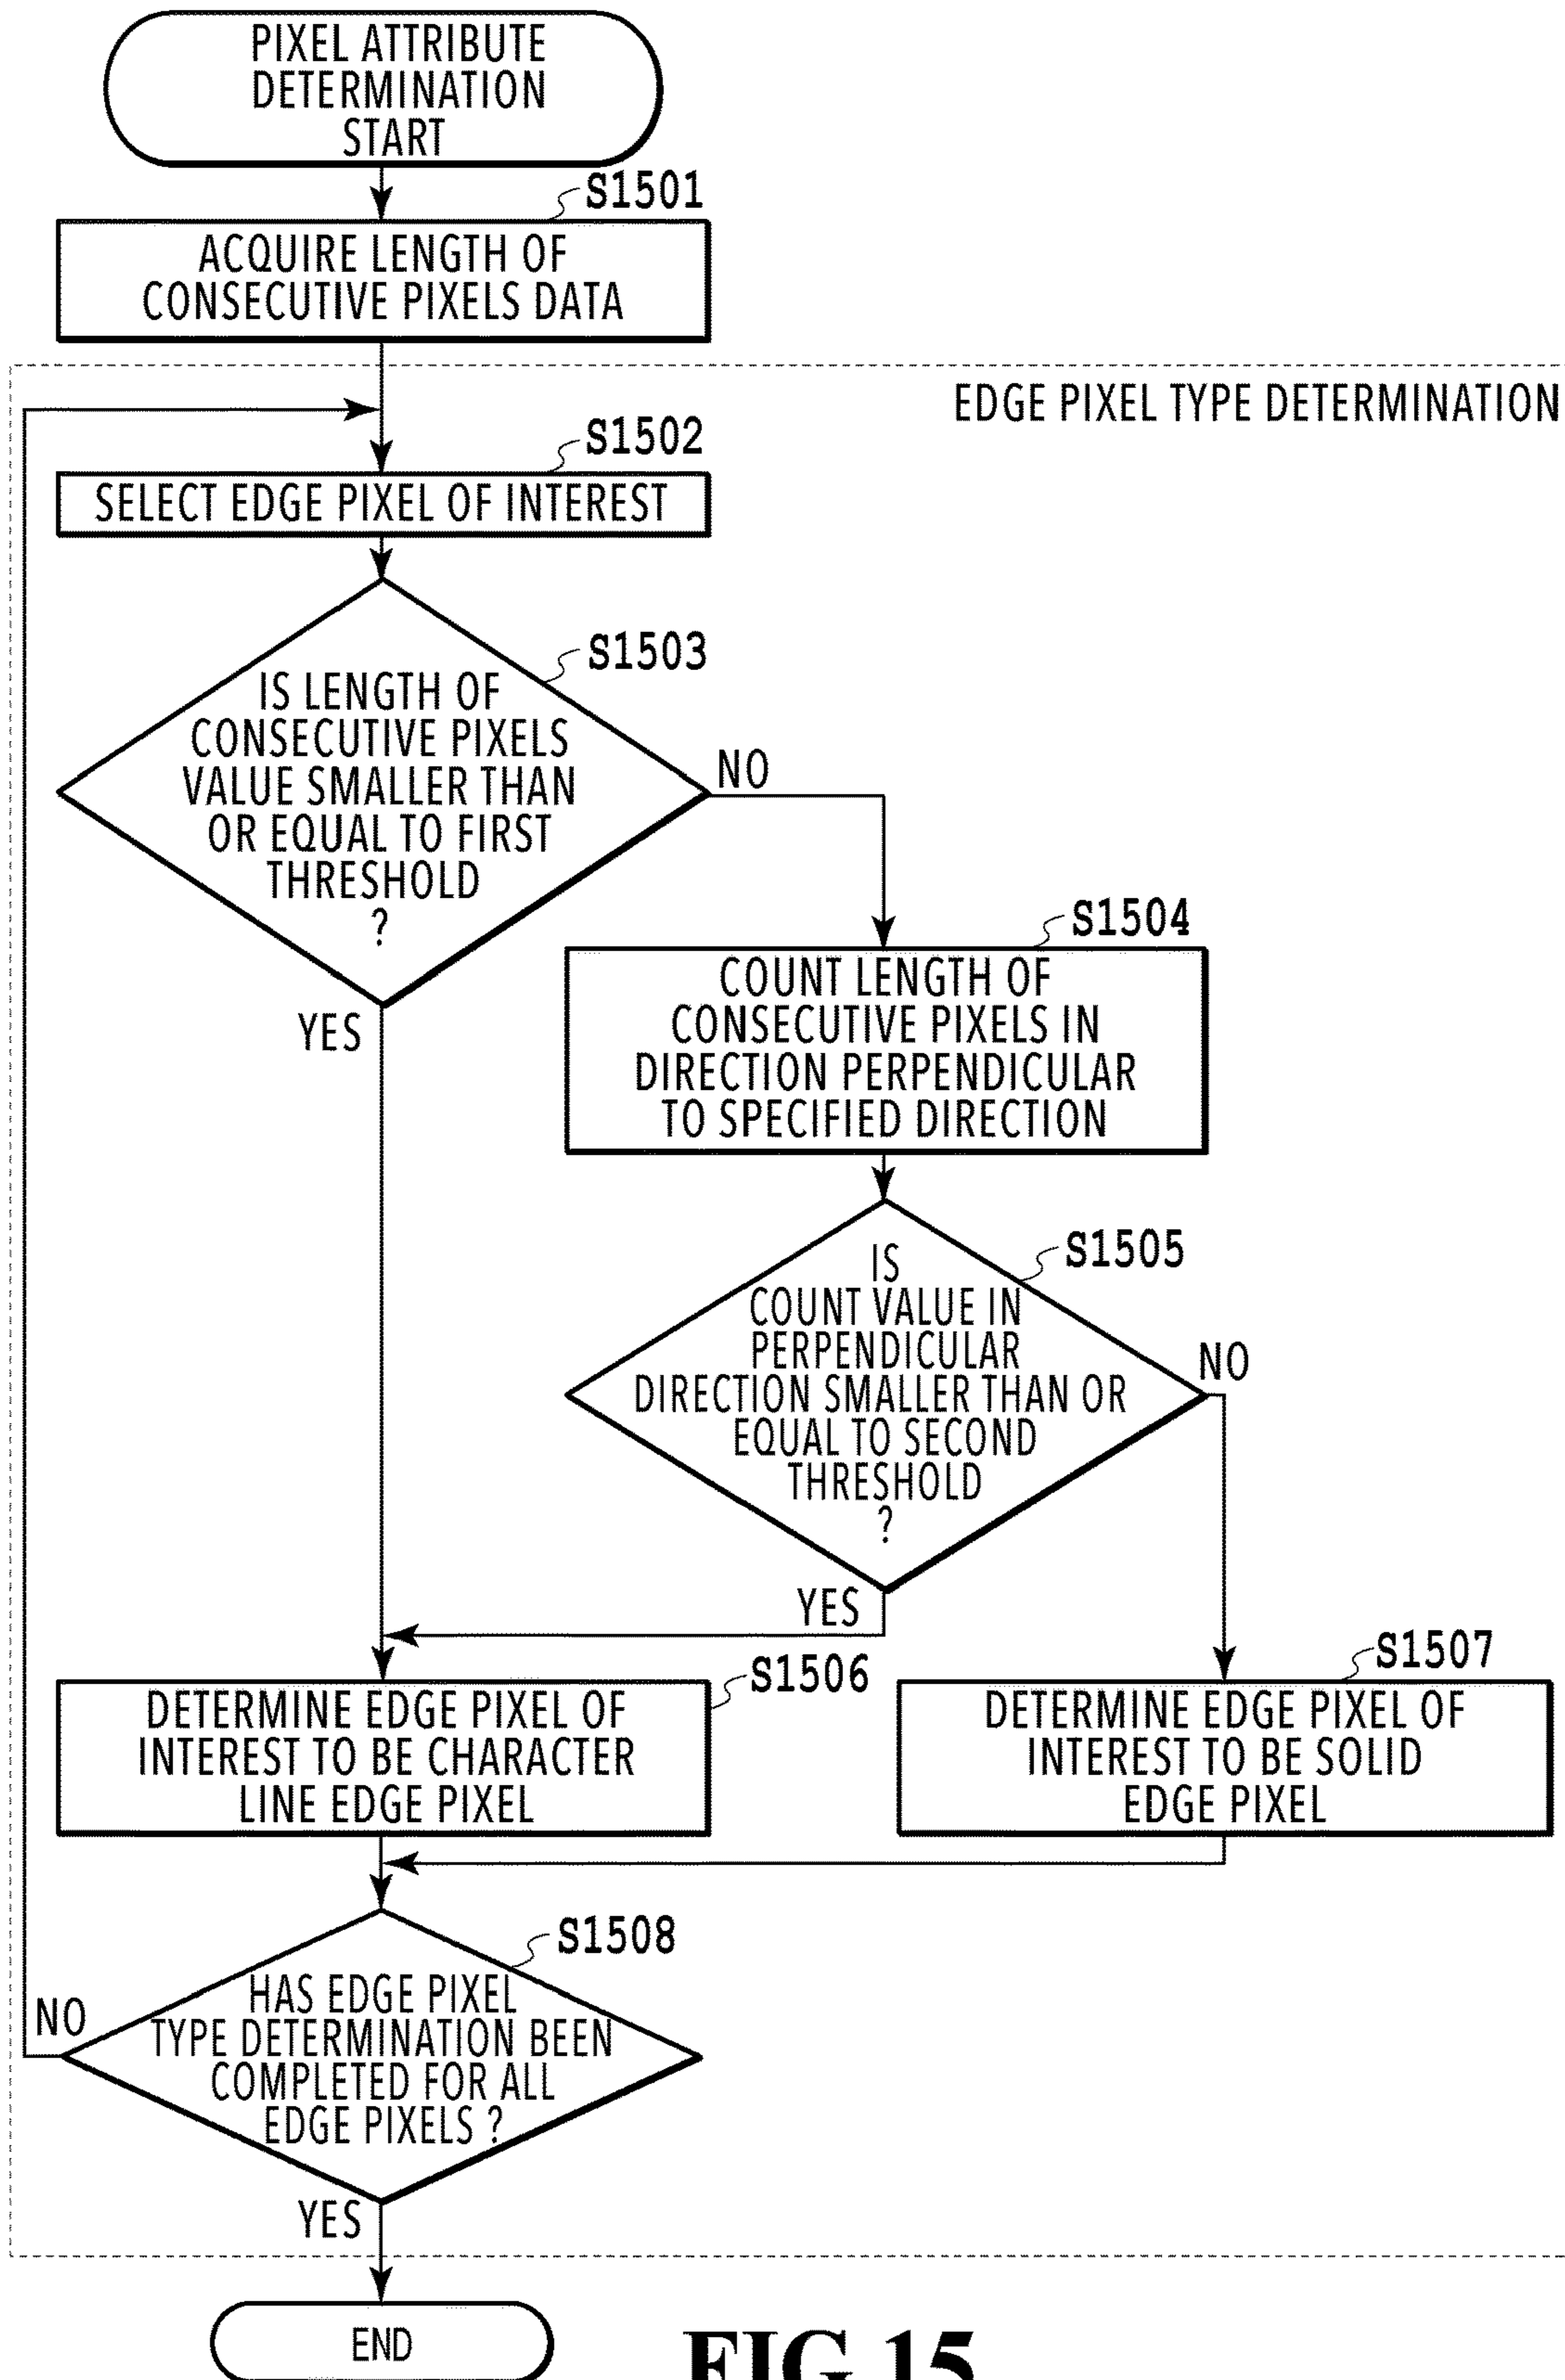 PIXEL ATTRIBUTE
DETERMINATION
START
S1501
ACQUIRE LENGTH OF
CONSECUTIVE PIXELS DATA
EDGE PIXEL TYPE DETERMINATION
S1502
SELECT EDGE PIXEL OF INTEREST
S1503
IS LENGTH OF
CONSECUTIVE PIXELS
VALUE SMALLER THAN
OR EQUAL TO FIRST
THRESHOLD
?
NO
YES
S1504
COUNT LENGTH OF
CONSECUTIVE PIXELS IN
DIRECTION PERPENDICULAR
TO SPECIFIED DIRECTION
S1505
IS
COUNT VALUE IN
PERPENDICULAR
DIRECTION SMALLER THAN OR
EQUAL TO SECOND
THRESHOLD
?
NO
YES
S1506
DETERMINE EDGE PIXEL OF
INTEREST TO BE CHARACTER
LINE EDGE PIXEL
S1507
DETERMINE EDGE PIXEL OF
INTEREST TO BE SOLID
EDGE PIXEL
S1508
HAS EDGE PIXEL
TYPE DETERMINATION BEEN
COMPLETED FOR ALL
EDGE PIXELS ?
NO
YES
END
FIG.15